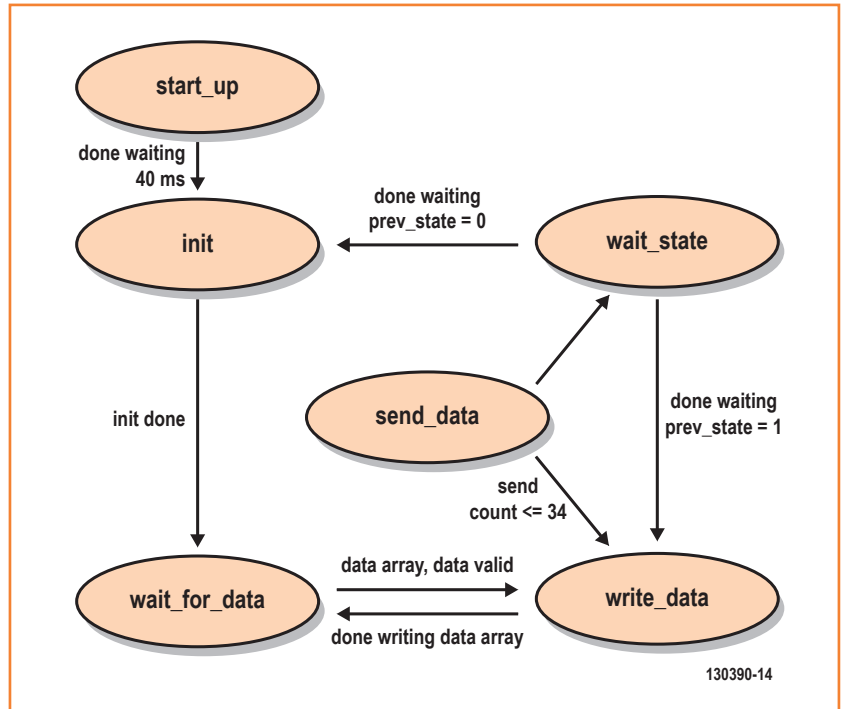 start_up
done waiting
40 ms
done waiting
prev_state = 0
init
wait_state
init done
send_data
done waiting
prev_state = 1
send
count <= 34
data array, data valid
wait_for_data
write_data
done writing data array
130390-14